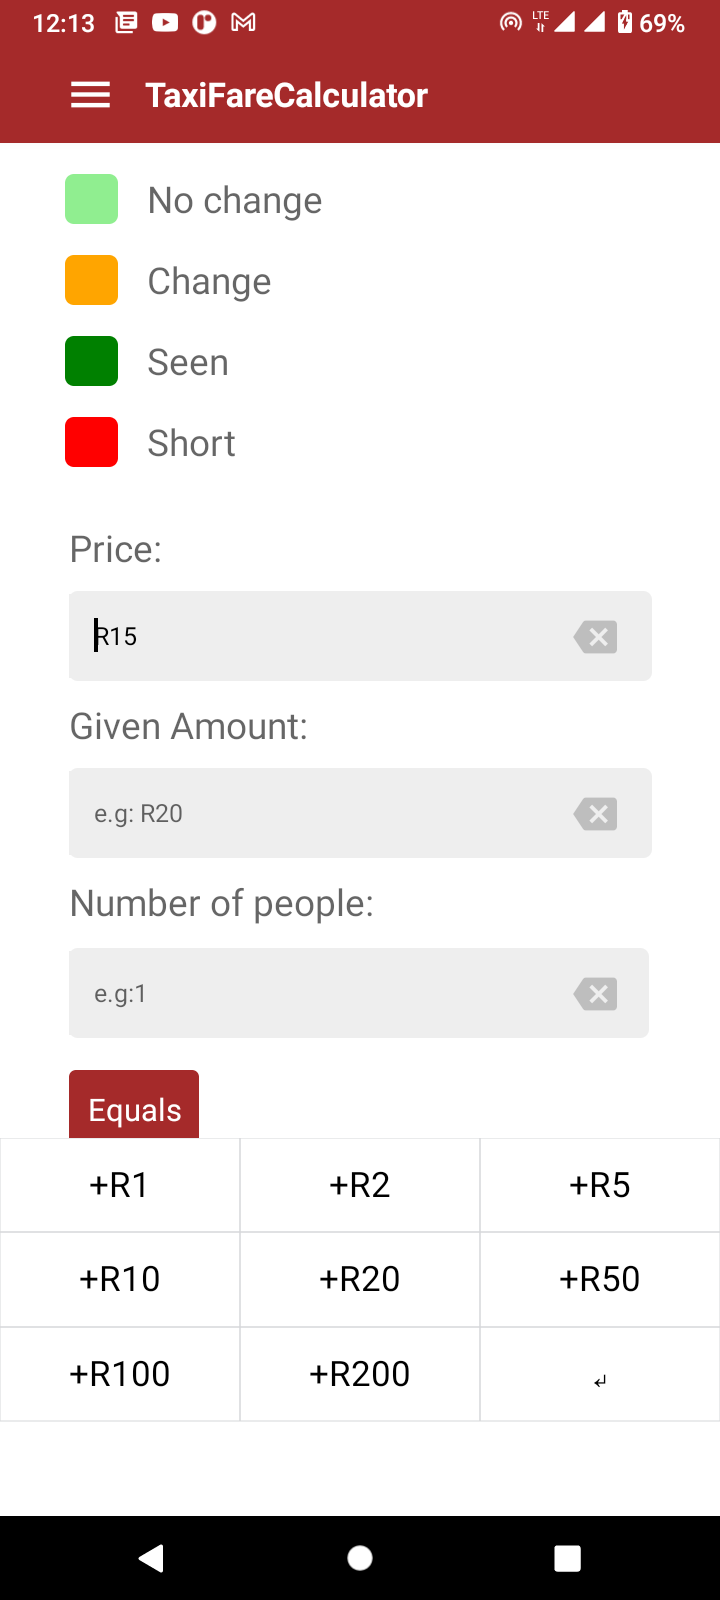 12:13 LTE 69%
TaxiFareCalculator
No change
Change
Seen
Short
Price:
R15
Given Amount:
e.g: R20
Number of people:
e.g:1
Equals
+R1 +R2 +R5
+R10 +R20 +R50
+R100 +R200 ↵